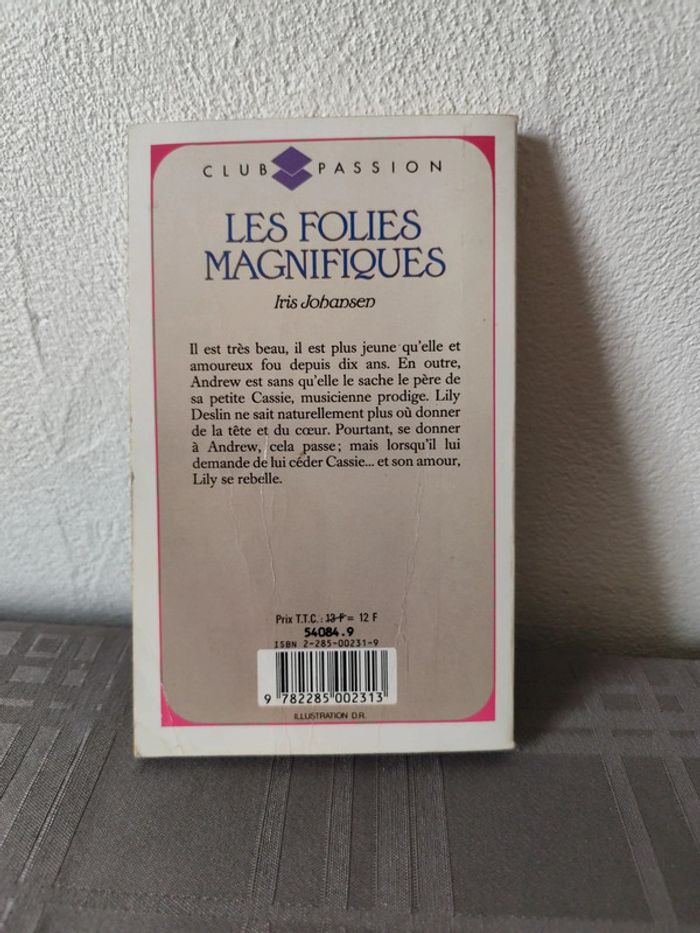 CLUB PASSION
LES FOLIES
MAGNIFIQUES
Iris Johansen
Il est très beau, il est plus jeune qu'elle et
amoureux fou depuis dix ans. En outre,
Andrew est sans qu'elle le sache le père de
sa petite Cassie, musicienne prodige. Lily
Deslin ne sait naturellement plus où donner
de la tête et du cœur. Pourtant, se donner
à Andrew, cela passe; mais lorsqu'il lui
demande de lui céder Cassie... et son amour,
Lily se rebelle.
Prix T.T.C.: 13 F = 12 F
54084.9
ISBN 2-285-00231-9
9 782285 002313
ILLUSTRATION D.R.